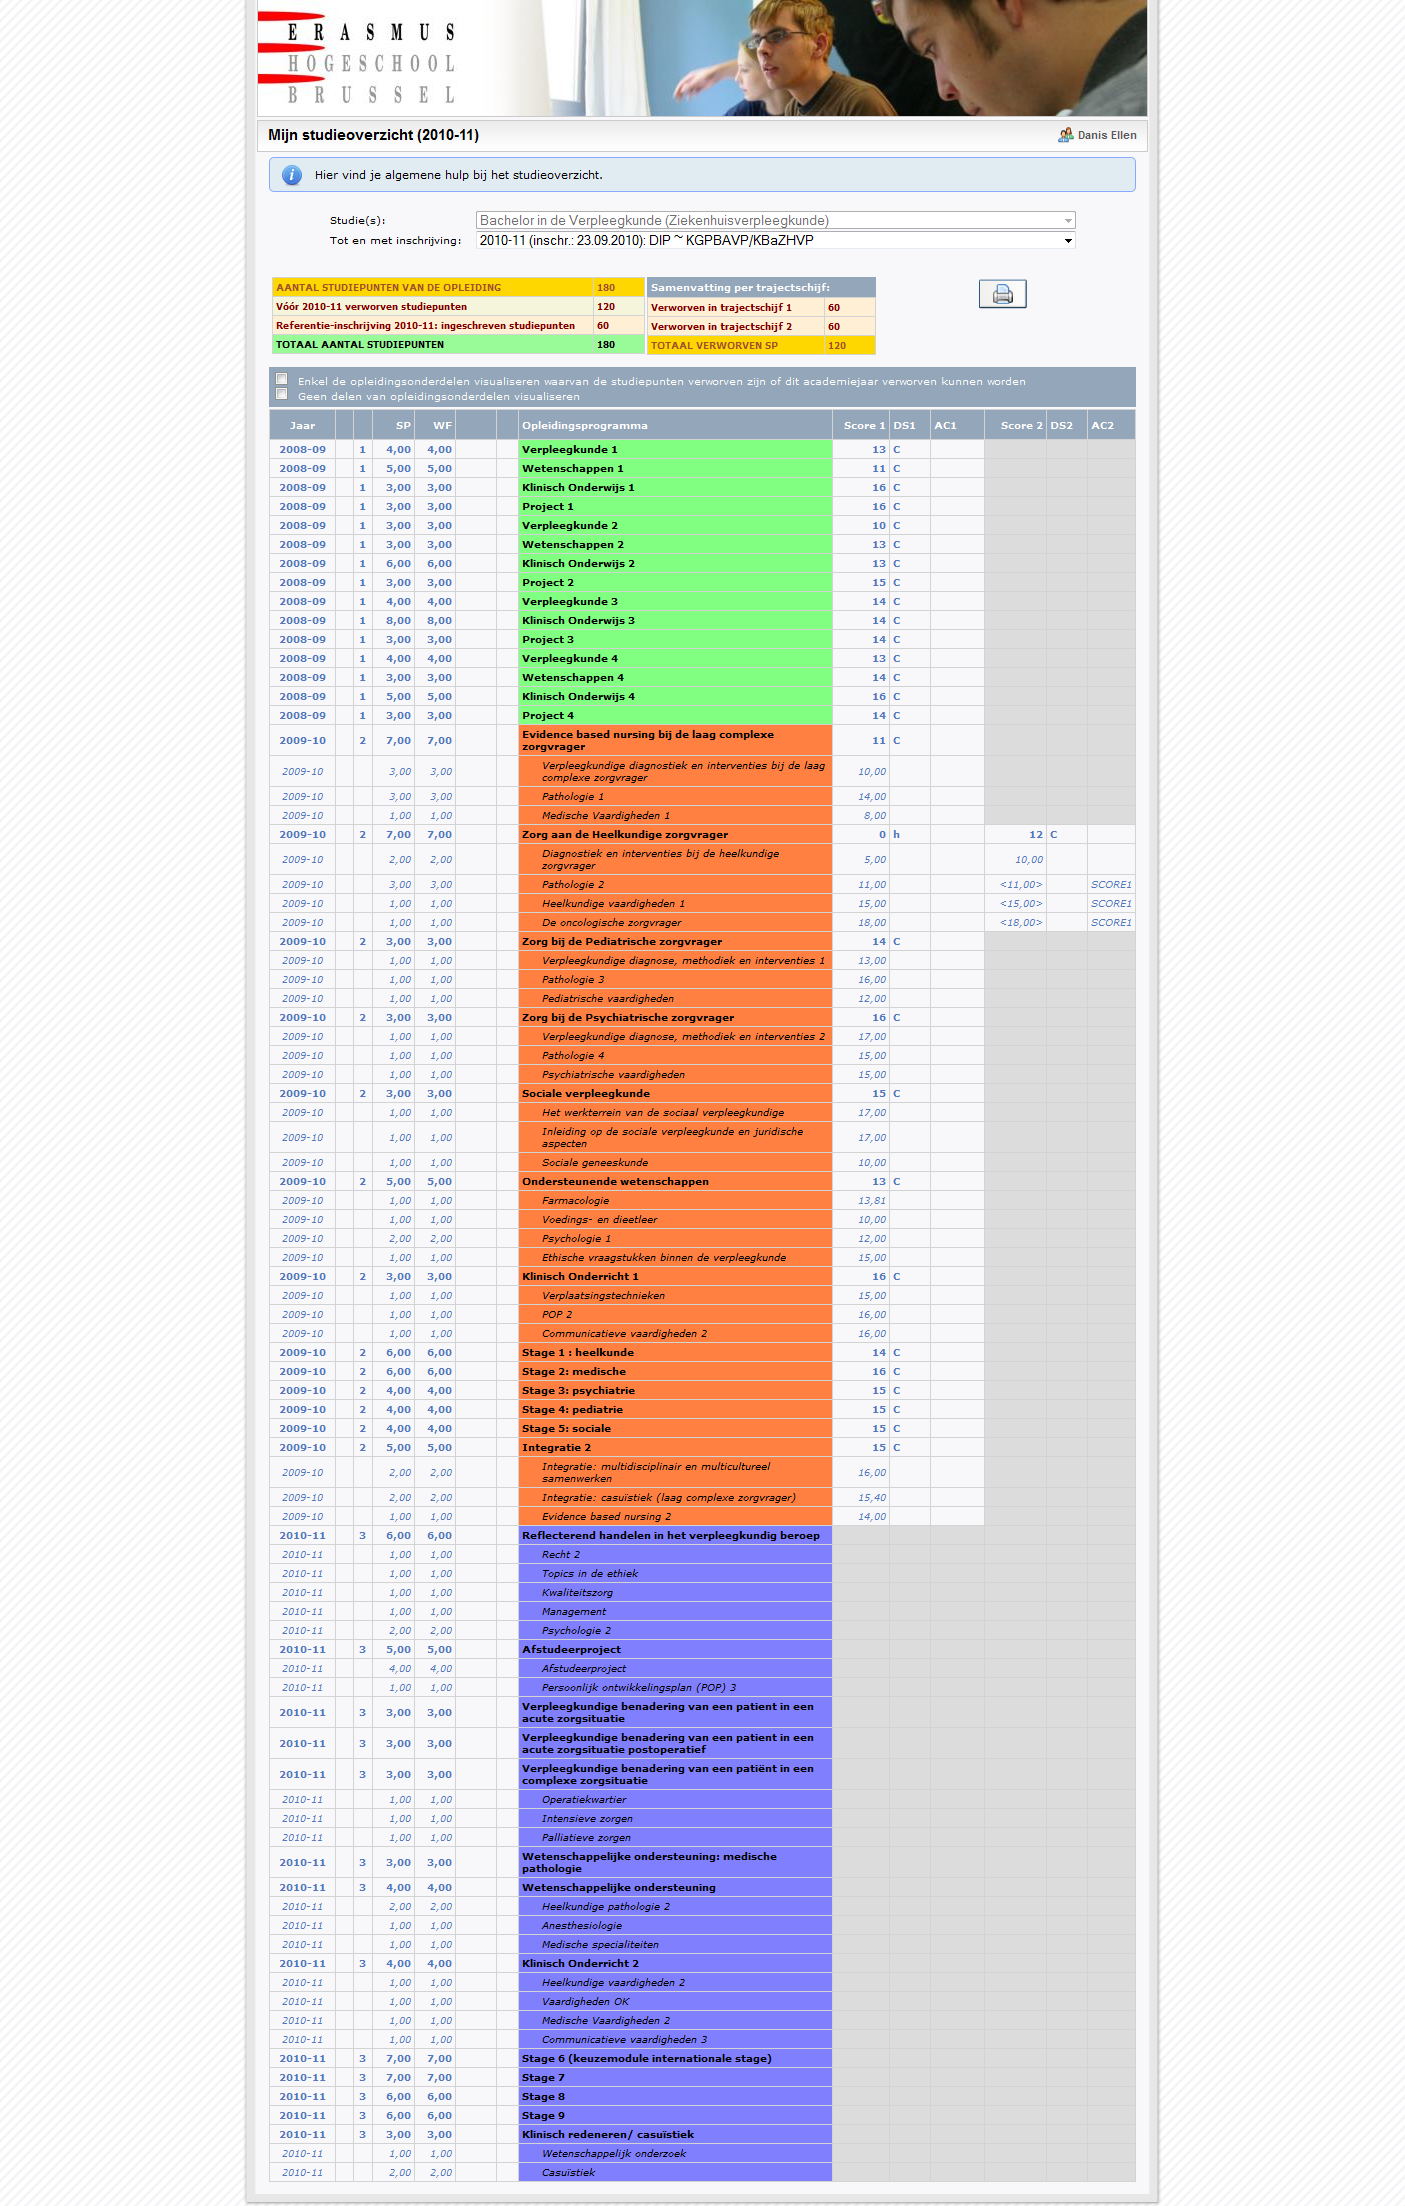 ERASMUS
HOGESCHOOL
BRUSSEL
Mijn studieoverzicht (2010-11) Danis Ellen
Hier vind je algemene hulp bij het studieoverzicht.
Studie(s): Bachelor in de Verpleegkunde (Ziekenhuisverpleegkunde)
Tot en met inschrijving: 2010-11 (inschr.: 23.09.2010): DIP ~ KGPBAVP/KBaZHVP
AANTAL STUDIEPUNTEN VAN DE OPLEIDING 180 Samenvatting per trajectschijf:
Vóór 2010-11 verworven studiepunten 120 Verworven in trajectschijf 1 60
Referentie-inschrijving 2010-11: ingeschreven studiepunten 60 Verworven in trajectschijf 2 60
TOTAAL AANTAL STUDIEPUNTEN 180 TOTAAL VERWORVEN SP 120
Enkel de opleidingsonderdelen visualiseren waarvan de studiepunten verworven zijn of dit academiejaar verworven kunnen worden
Geen delen van opleidingsonderdelen visualiseren
Jaar SP WF Opleidingsprogramma Score 1 DS1 AC1 Score 2 DS2 AC2
2008-09 1 4,00 4,00 Verpleegkunde 1 13 C
2008-09 1 5,00 5,00 Wetenschappen 1 11 C
2008-09 1 3,00 3,00 Klinisch Onderwijs 1 16 C
2008-09 1 3,00 3,00 Project 1 16 C
2008-09 1 3,00 3,00 Verpleegkunde 2 10 C
2008-09 1 3,00 3,00 Wetenschappen 2 13 C
2008-09 1 6,00 6,00 Klinisch Onderwijs 2 13 C
2008-09 1 3,00 3,00 Project 2 15 C
2008-09 1 4,00 4,00 Verpleegkunde 3 14 C
2008-09 1 8,00 8,00 Klinisch Onderwijs 3 14 C
2008-09 1 3,00 3,00 Project 3 14 C
2008-09 1 4,00 4,00 Verpleegkunde 4 13 C
2008-09 1 3,00 3,00 Wetenschappen 4 14 C
2008-09 1 5,00 5,00 Klinisch Onderwijs 4 16 C
2008-09 1 3,00 3,00 Project 4 14 C
2009-10 2 7,00 7,00 Evidence based nursing bij de laag complexe
zorgvrager 11 C
2009-10 3,00 3,00 Verpleegkundige diagnostiek en interventies bij de laag
complexe zorgvrager 10,00
2009-10 3,00 3,00 Pathologie 1 14,00
2009-10 1,00 1,00 Medische Vaardigheden 1 8,00
2009-10 2 7,00 7,00 Zorg aan de Heelkundige zorgvrager 0 h 12 C
2009-10 2,00 2,00 Diagnostiek en interventies bij de heelkundige
zorgvrager 5,00 10,00
2009-10 3,00 3,00 Pathologie 2 11,00 <11,00> SCORE1
2009-10 1,00 1,00 Heelkundige vaardigheden 1 15,00 <15,00> SCORE1
2009-10 1,00 1,00 De oncologische zorgvrager 18,00 <18,00> SCORE1
2009-10 2 3,00 3,00 Zorg bij de Pediatrische zorgvrager 14 C
2009-10 1,00 1,00 Verpleegkundige diagnose, methodiek en interventies 1 13,00
2009-10 1,00 1,00 Pathologie 3 16,00
2009-10 1,00 1,00 Pediatrische vaardigheden 12,00
2009-10 2 3,00 3,00 Zorg bij de Psychiatrische zorgvrager 16 C
2009-10 1,00 1,00 Verpleegkundige diagnose, methodiek en interventies 2 17,00
2009-10 1,00 1,00 Pathologie 4 15,00
2009-10 1,00 1,00 Psychiatrische vaardigheden 15,00
2009-10 2 3,00 3,00 Sociale verpleegkunde 15 C
2009-10 1,00 1,00 Het werkterrein van de sociaal verpleegkundige 17,00
2009-10 1,00 1,00 Inleiding op de sociale verpleegkunde en juridische
aspecten 17,00
2009-10 1,00 1,00 Sociale geneeskunde 10,00
2009-10 2 5,00 5,00 Ondersteunende wetenschappen 13 C
2009-10 1,00 1,00 Farmacologie 13,81
2009-10 1,00 1,00 Voedings- en dieetleer 10,00
2009-10 2,00 2,00 Psychologie 1 12,00
2009-10 1,00 1,00 Ethische vraagstukken binnen de verpleegkunde 15,00
2009-10 2 3,00 3,00 Klinisch Onderricht 1 16 C
2009-10 1,00 1,00 Verplaatsingstechnieken 15,00
2009-10 1,00 1,00 POP 2 16,00
2009-10 1,00 1,00 Communicatieve vaardigheden 2 16,00
2009-10 2 6,00 6,00 Stage 1 : heelkunde 14 C
2009-10 2 6,00 6,00 Stage 2: medische 16 C
2009-10 2 4,00 4,00 Stage 3: psychiatrie 15 C
2009-10 2 4,00 4,00 Stage 4: pediatrie 15 C
2009-10 2 4,00 4,00 Stage 5: sociale 15 C
2009-10 2 5,00 5,00 Integratie 2 15 C
2009-10 2,00 2,00 Integratie: multidisciplinair en multicultureel
samenwerken 16,00
2009-10 2,00 2,00 Integratie: casuïstiek (laag complexe zorgvrager) 15,40
2009-10 1,00 1,00 Evidence based nursing 2 14,00
2010-11 3 6,00 6,00 Reflecterend handelen in het verpleegkundig beroep
2010-11 1,00 1,00 Recht 2
2010-11 1,00 1,00 Topics in de ethiek
2010-11 1,00 1,00 Kwaliteitszorg
2010-11 1,00 1,00 Management
2010-11 2,00 2,00 Psychologie 2
2010-11 3 5,00 5,00 Afstudeerproject
2010-11 4,00 4,00 Afstudeerproject
2010-11 1,00 1,00 Persoonlijk ontwikkelingsplan (POP) 3
2010-11 3 3,00 3,00 Verpleegkundige benadering van een patient in een
acute zorgsituatie
2010-11 3 3,00 3,00 Verpleegkundige benadering van een patient in een
acute zorgsituatie postoperatief
2010-11 3 3,00 3,00 Verpleegkundige benadering van een patiënt in een
complexe zorgsituatie
2010-11 1,00 1,00 Operatiekwartier
2010-11 1,00 1,00 Intensieve zorgen
2010-11 1,00 1,00 Palliatieve zorgen
2010-11 3 3,00 3,00 Wetenschappelijke ondersteuning: medische
pathologie
2010-11 3 4,00 4,00 Wetenschappelijke ondersteuning
2010-11 2,00 2,00 Heelkundige pathologie 2
2010-11 1,00 1,00 Anesthesiologie
2010-11 1,00 1,00 Medische specialiteiten
2010-11 3 4,00 4,00 Klinisch Onderricht 2
2010-11 1,00 1,00 Heelkundige vaardigheden 2
2010-11 1,00 1,00 Vaardigheden OK
2010-11 1,00 1,00 Medische Vaardigheden 2
2010-11 1,00 1,00 Communicatieve vaardigheden 3
2010-11 3 7,00 7,00 Stage 6 (keuzemodule internationale stage)
2010-11 3 7,00 7,00 Stage 7
2010-11 3 6,00 6,00 Stage 8
2010-11 3 6,00 6,00 Stage 9
2010-11 3 3,00 3,00 Klinisch redeneren/ casuïstiek
2010-11 1,00 1,00 Wetenschappelijk onderzoek
2010-11 2,00 2,00 Casuïstiek